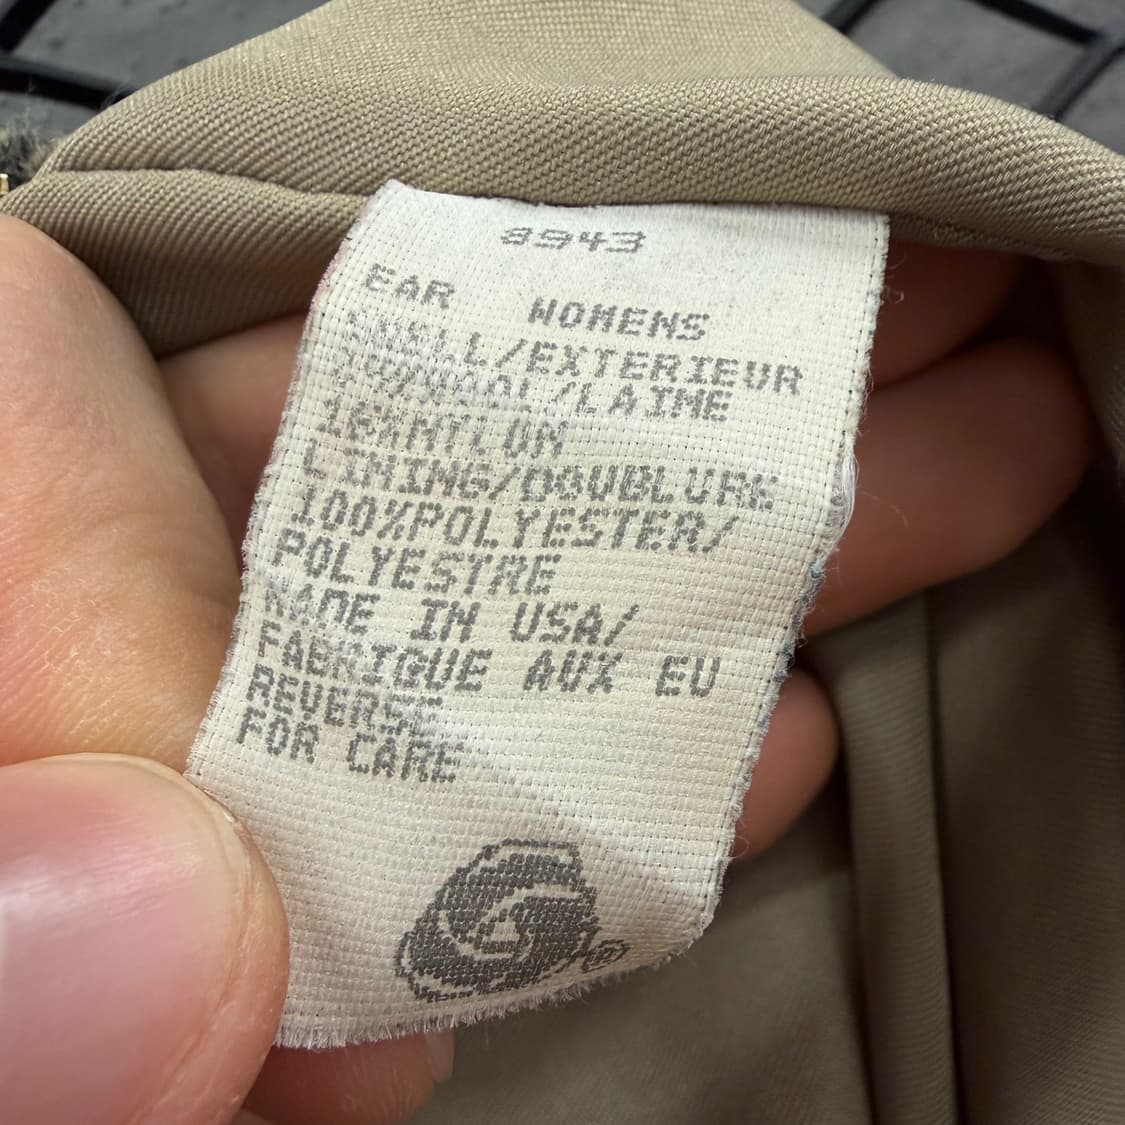 8943
EAR WOMENS
SHELL/EXTERIEUR
WOOL/LAINE
NYLON
LINING/DOUBLURE
100%POLYESTER/
POLYESTRE
MADE IN USA/
FABRIQUE AUX EU
REVERSE
FOR CARE